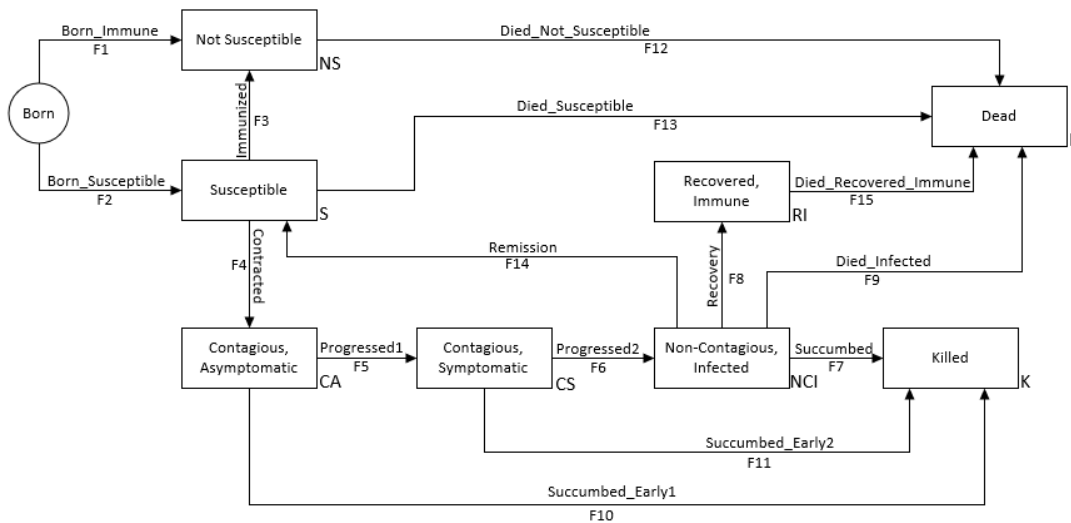 Born_Immune
F1
Not Susceptible
NS
Died_Not_Susceptible
F12
Born
Immunized
F3
Died_Susceptible
F13
Dead
Born_Susceptible
F2
Susceptible
S
Recovered,
Immune
RI
Died_Recovered_Immune
F15
Contracted
F4
Remission
F14
Recovery
F8
Died_Infected
F9
Contagious,
Asymptomatic
CA
Progressed1
F5
Contagious,
Symptomatic
CS
Progressed2
F6
Non-Contagious,
Infected
NCI
Succumbed
F7
Killed
K
Succumbed_Early2
F11
Succumbed_Early1
F10